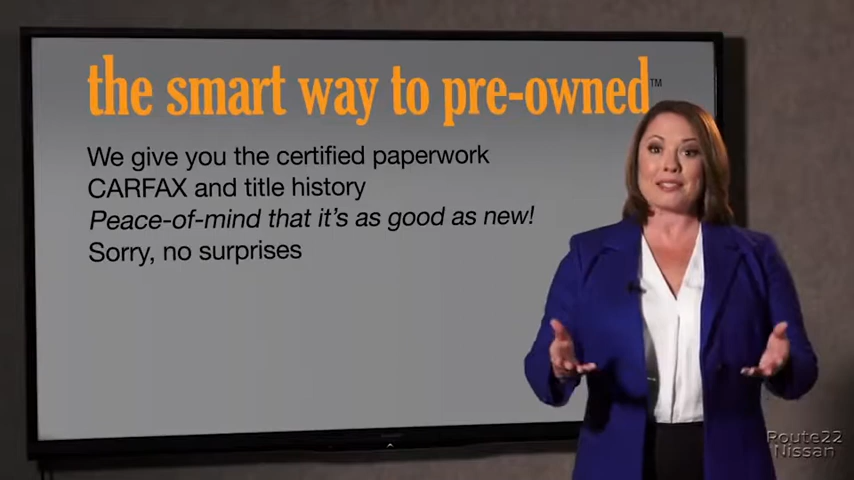 the smart way to pre-owned™
We give you the certified paperwork
CARFAX and title history
Peace-of-mind that it's as good as new!
Sorry, no surprises
Route22
Nissan